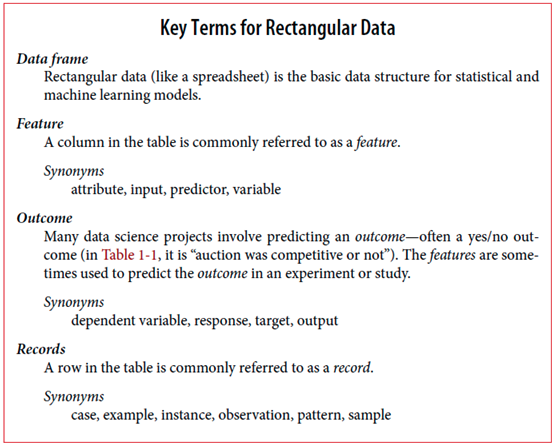 Key Terms for Rectangular Data
Data frame
Rectangular data (like a spreadsheet) is the basic data structure for statistical and
machine learning models.
Feature
A column in the table is commonly referred to as a feature.
Synonyms
attribute, input, predictor, variable
Outcome
Many data science projects involve predicting an outcome—often a yes/no out-
come (in Table 1-1, it is “auction was competitive or not”). The features are some-
times used to predict the outcome in an experiment or study.
Synonyms
dependent variable, response, target, output
Records
A row in the table is commonly referred to as a record.
Synonyms
case, example, instance, observation, pattern, sample